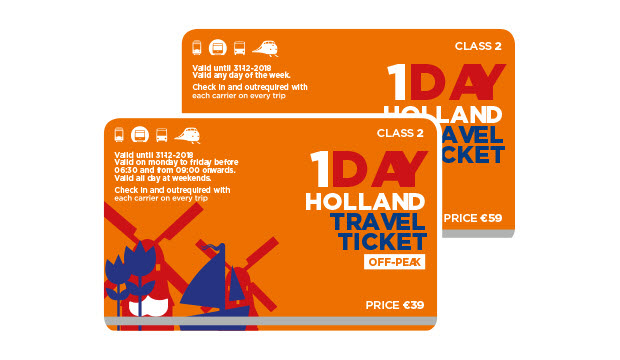 CLASS 2
Valid until 31-12-2018
Valid any day of the week.
Check in and outrequired with
each carrier on every trip
1DAY
HOLLAND
AVEL
CKET
PRICE €59
CLASS 2
Valid until 31-12-2018
Valid on monday to friday before
06:30 and from 09:00 onwards.
Valid all day at weekends.
Check in and outrequired with
each carrier on every trip
1DAY
HOLLAND
TRAVEL
TICKET
OFF-PEAK
PRICE €39